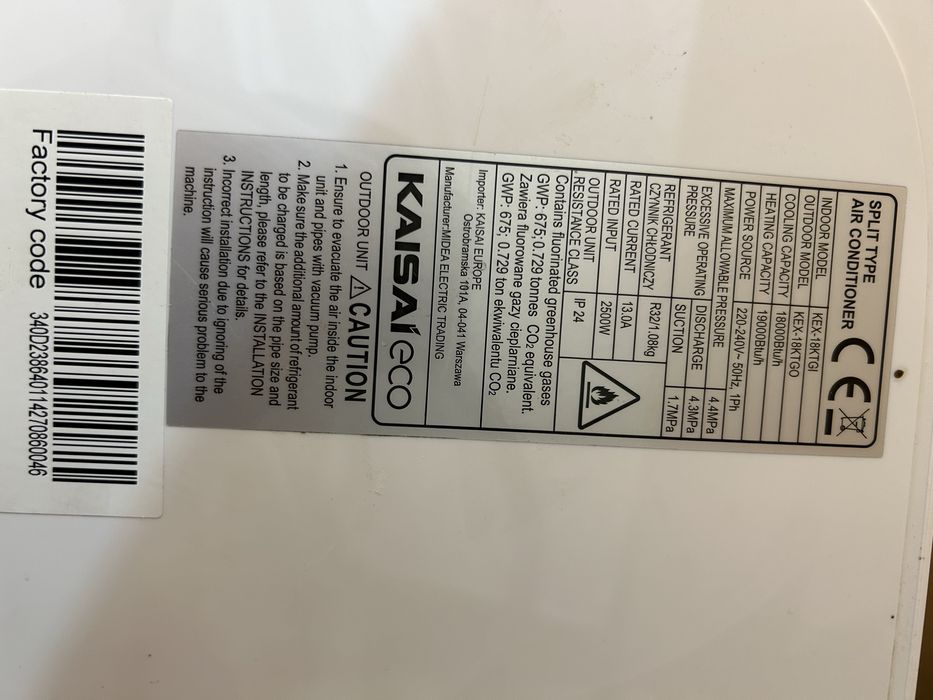 SPLIT TYPE
AIR CONDITIONER
CE
INDOOR MODEL KEX-18KTGI
OUTDOOR MODEL KEX-18KTGO
COOLING CAPACITY 18000Btu/h
HEATING CAPACITY 19000Btu/h
POWER SOURCE 220-240V~ 50Hz, 1Ph
MAXIMUM ALLOWABLE PRESSURE 4.4MPa
EXCESSIVE OPERATING PRESSURE DISCHARGE 4.3MPa
SUCTION 1.7MPa
REFRIGERANT
CZYNNIK CHŁODNICZY R32/1.08kg
RATED CURRENT 13.0A
RATED INPUT 2500W
OUTDOOR UNIT
RESISTANCE CLASS IP 24
Contains fluorinated greenhouse gases
GWP: 675; 0.729 tonnes CO₂ equivalent.
Zawiera fluorowane gazy cieplarniane.
GWP: 675; 0.729 ton ekwiwalentu CO₂
Importer: KAISAI EUROPE
Ostrobramska 101A, 04-041 Warszawa
Manufacturer:MIDEA ELECTRIC TRADING
KAISAI eco
OUTDOOR UNIT CAUTION
1. Ensure to evacuate the air inside the indoor
unit and pipes with vacuum pump.
2. Make sure the additional amount of refrigerant
to be charged is based on the pipe size and
length, please refer to the INSTALLATION
INSTRUCTIONS for details.
3. Incorrect installation due to ignoring of the
instruction will cause serious problem to the
machine.
Factory code 340D238640114270860046